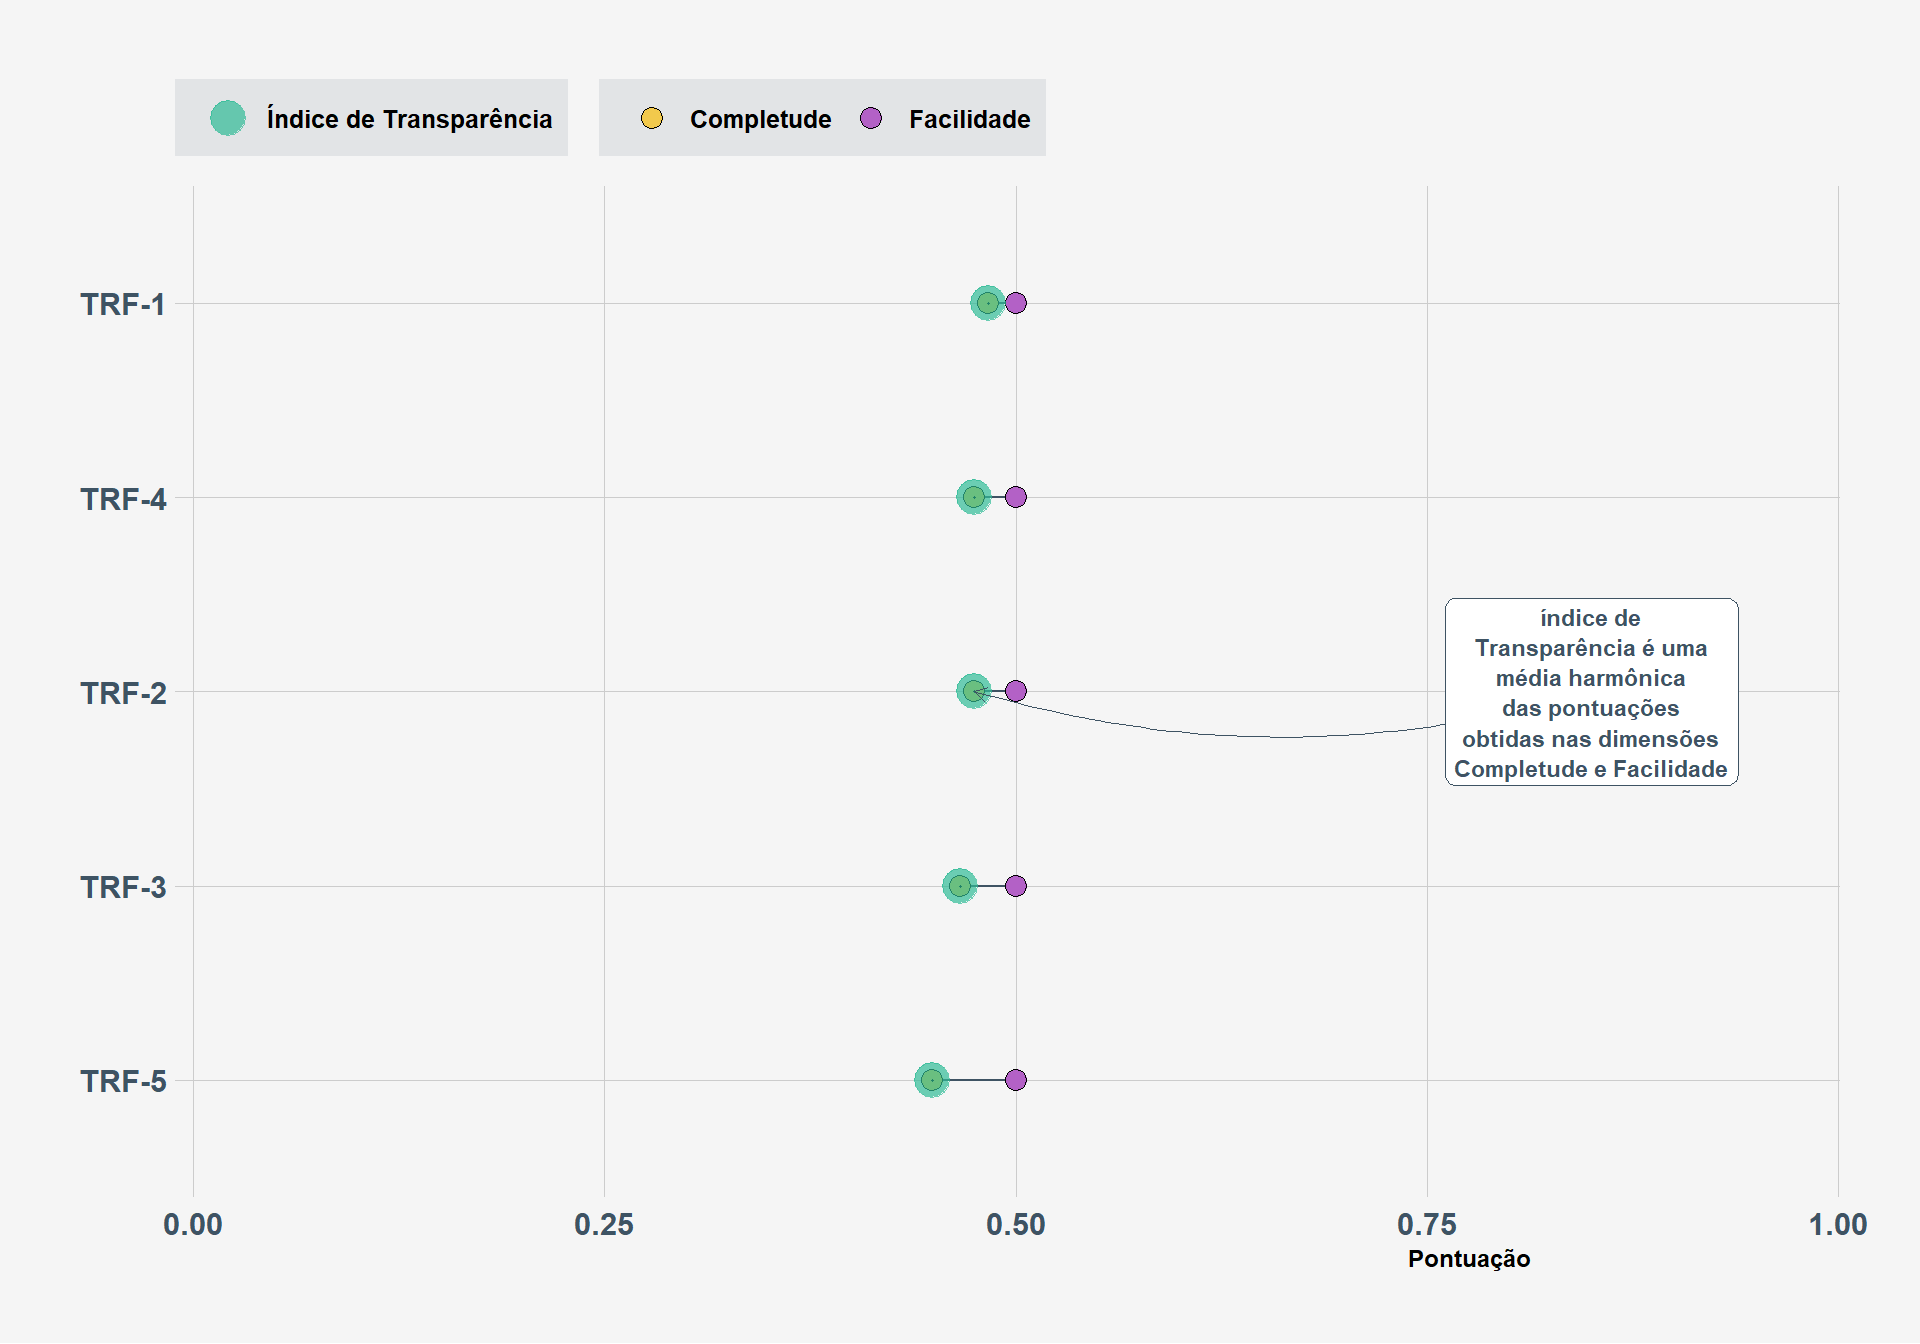 Índice de Transparência
Completude
Facilidade
TRF-1
TRF-4
TRF-2
TRF-3
TRF-5
índice de
Transparência é uma
média harmônica
das pontuações
obtidas nas dimensões
Completude e Facilidade
0.00
0.25
0.50
0.75
1.00
Pontuação